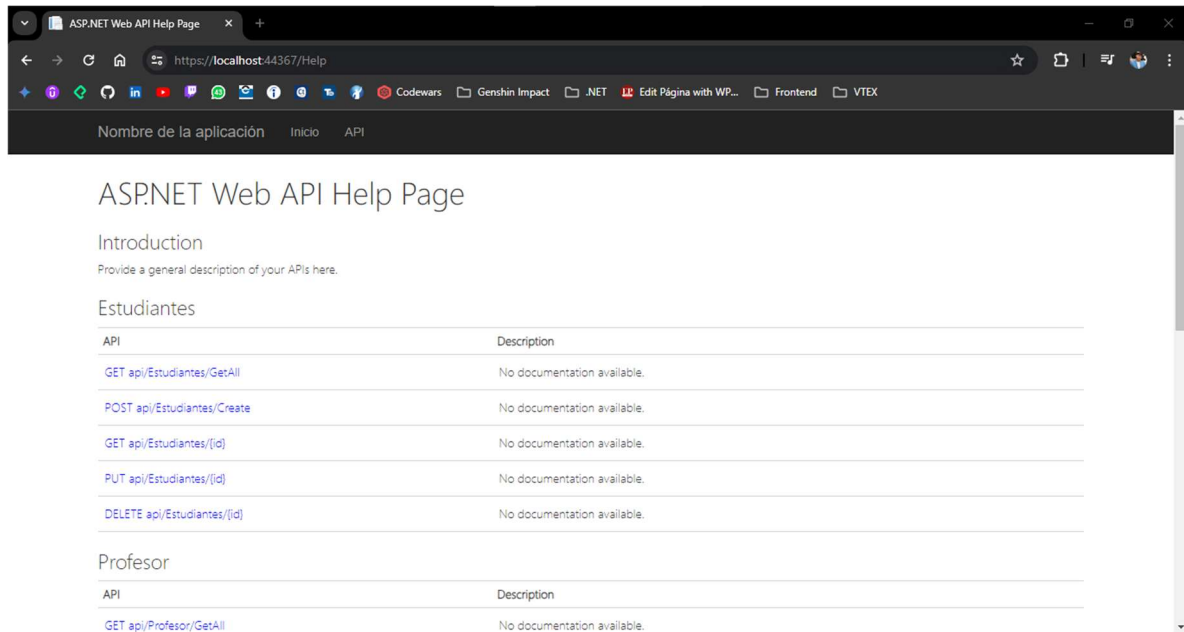 ASP.NET Web API Help Page
https://localhost:44367/Help
Codewars Genshin Impact .NET Edit Página with WP... Frontend VTEX
Nombre de la aplicación Inicio API
ASP.NET Web API Help Page
Introduction
Provide a general description of your APIs here.
Estudiantes
API Description
GET api/Estudiantes/GetAll No documentation available.
POST api/Estudiantes/Create No documentation available.
GET api/Estudiantes/{id} No documentation available.
PUT api/Estudiantes/{id} No documentation available.
DELETE api/Estudiantes/{id} No documentation available.
Profesor
API Description
GET api/Profesor/GetAll No documentation available.